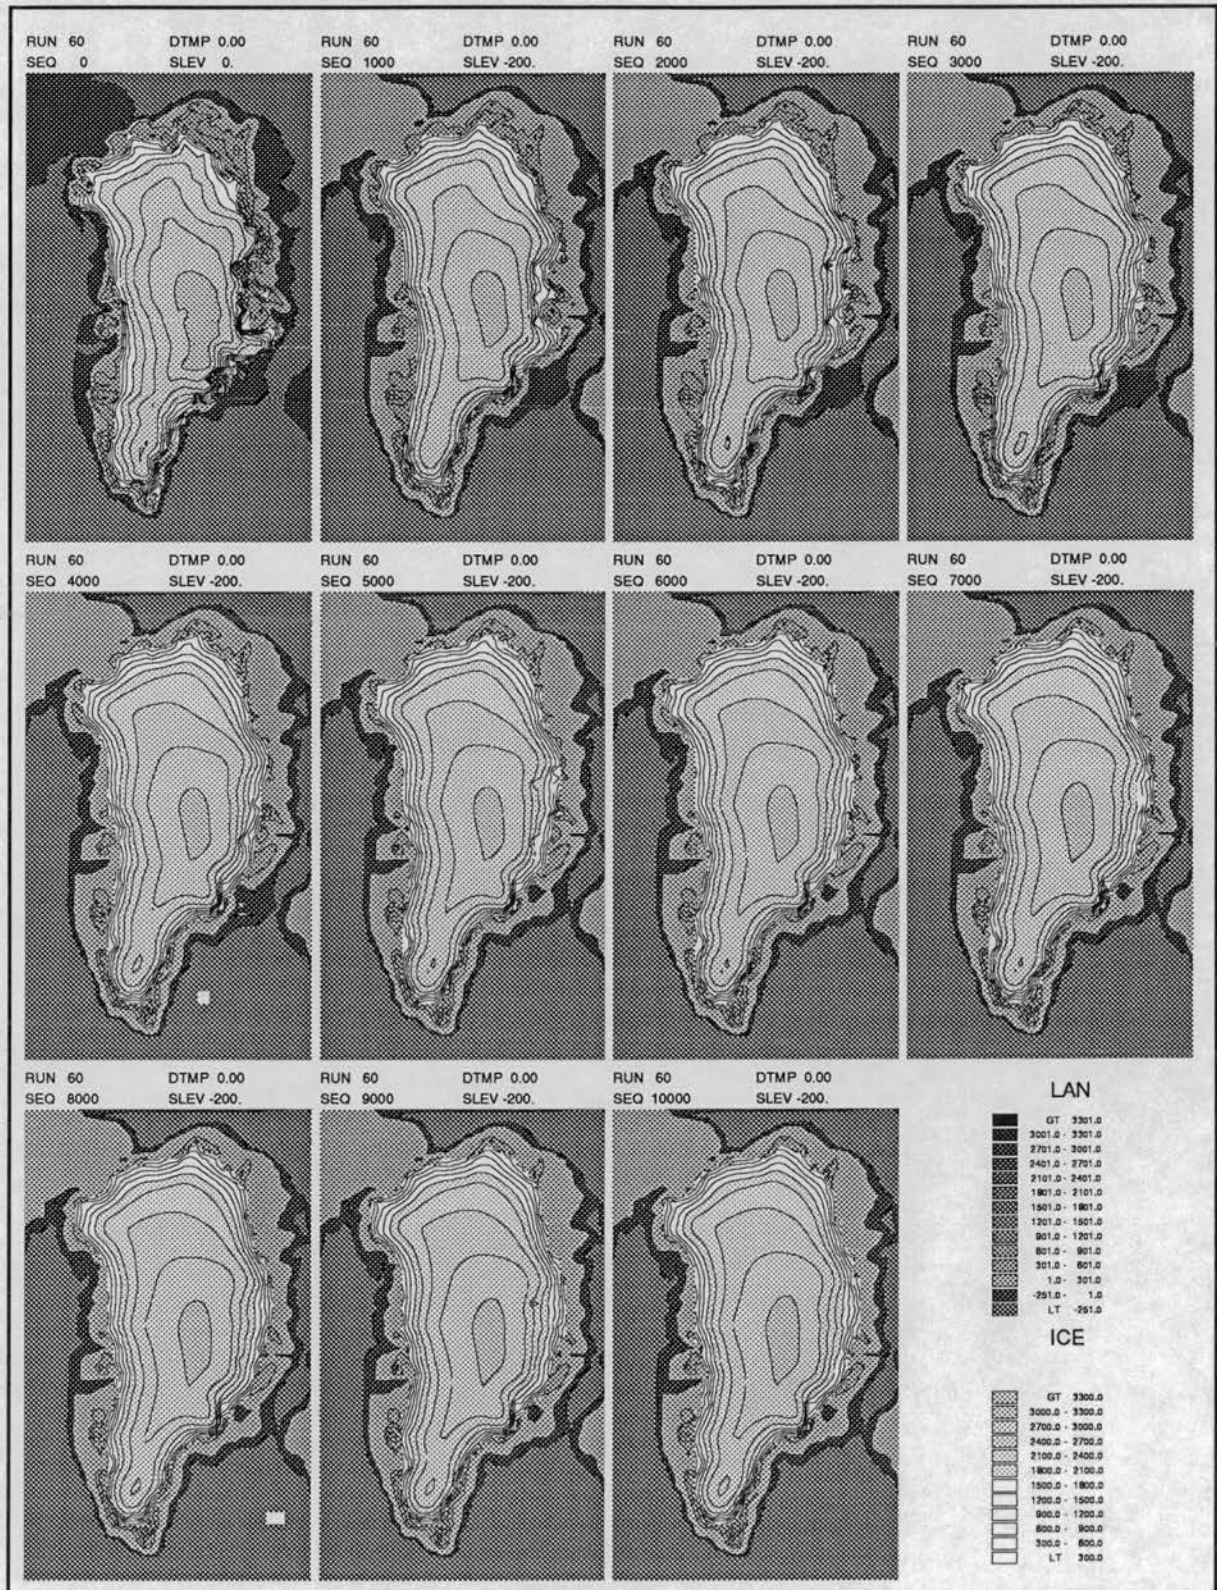 RUN 60 DTMP 0.00
SEQ 0 SLEV 0.
RUN 60 DTMP 0.00
SEQ 1000 SLEV -200.
RUN 60 DTMP 0.00
SEQ 2000 SLEV -200.
RUN 60 DTMP 0.00
SEQ 3000 SLEV -200.
RUN 60 DTMP 0.00
SEQ 4000 SLEV -200.
RUN 60 DTMP 0.00
SEQ 5000 SLEV -200.
RUN 60 DTMP 0.00
SEQ 6000 SLEV -200.
RUN 60 DTMP 0.00
SEQ 7000 SLEV -200.
RUN 60 DTMP 0.00
SEQ 8000 SLEV -200.
RUN 60 DTMP 0.00
SEQ 9000 SLEV -200.
RUN 60 DTMP 0.00
SEQ 10000 SLEV -200.
LAN
GT 3301.0
3001.0 - 3301.0
2701.0 - 3001.0
2401.0 - 2701.0
2101.0 - 2401.0
1801.0 - 2101.0
1501.0 - 1801.0
1201.0 - 1501.0
901.0 - 1201.0
601.0 - 901.0
301.0 - 601.0
1.0 - 301.0
-251.0 - 1.0
LT -251.0
ICE
GT 3300.0
3000.0 - 3300.0
2700.0 - 3000.0
2400.0 - 2700.0
2100.0 - 2400.0
1800.0 - 2100.0
1500.0 - 1800.0
1200.0 - 1500.0
900.0 - 1200.0
600.0 - 900.0
300.0 - 600.0
LT 300.0